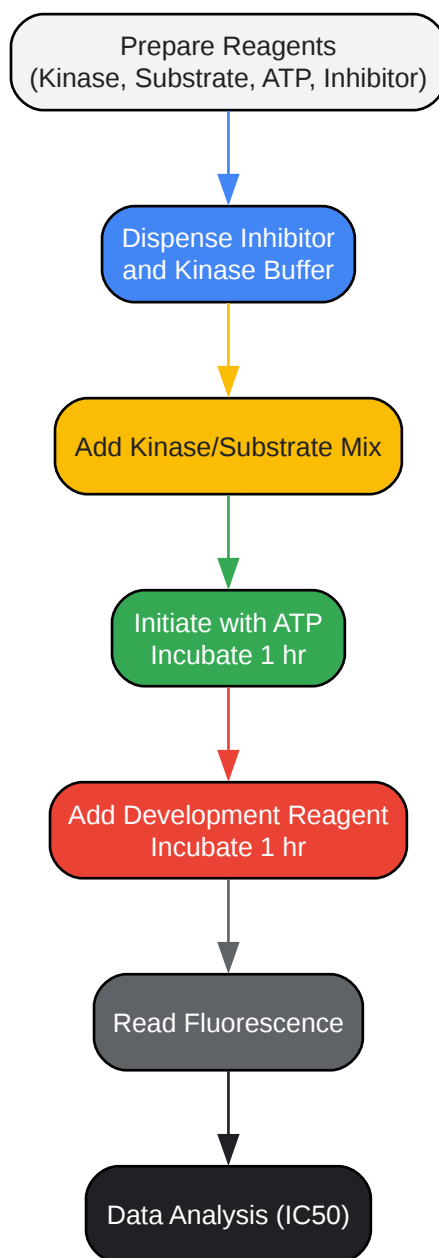 Prepare Reagents
(Kinase, Substrate, ATP, Inhibitor)
Dispense Inhibitor
and Kinase Buffer
Add Kinase/Substrate Mix
Initiate with ATP
Incubate 1 hr
Add Development Reagent
Incubate 1 hr
Read Fluorescence
Data Analysis (IC50)